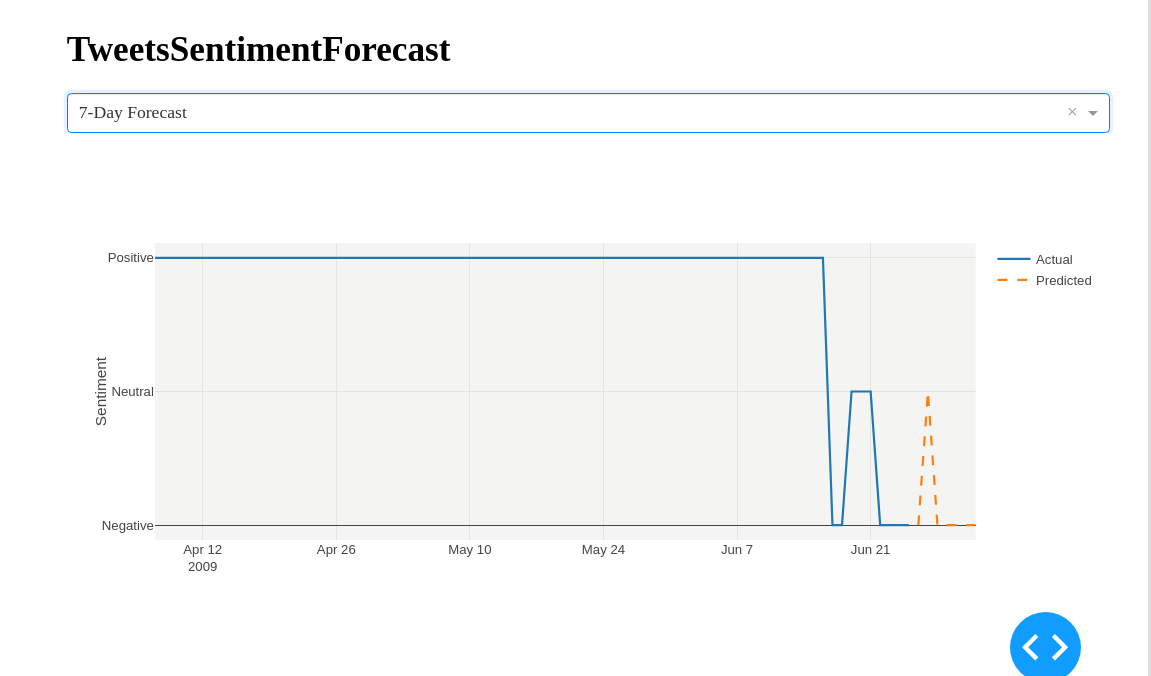 TweetsSentimentForecast
7-Day Forecast
×
Positive
Neutral
Negative
Sentiment
Apr 12
2009
Apr 26
May 10
May 24
Jun 7
Jun 21
Actual
Predicted